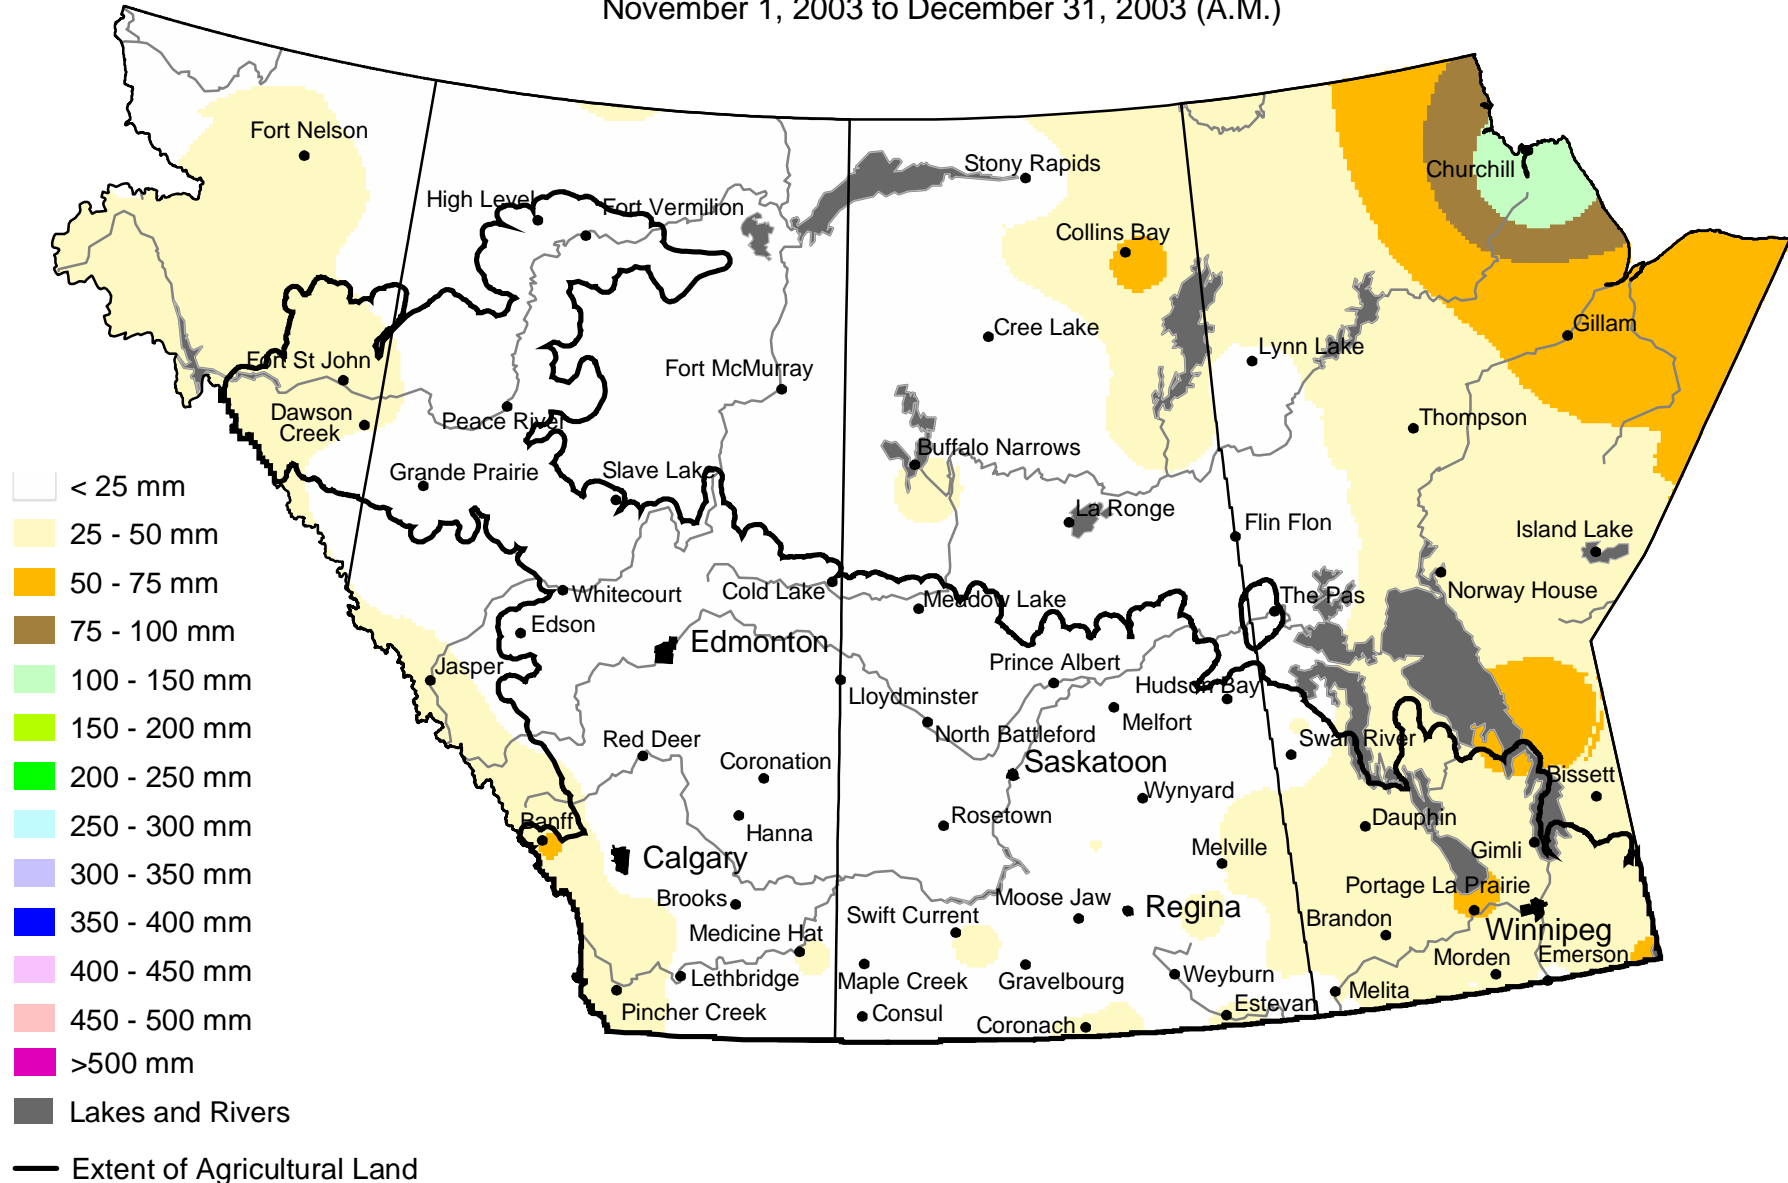 November 1, 2003 to December 31, 2003 (A.M.)
Fort Nelson
Stony Rapids
Churchill
High Level
Fort Vermilion
Collins Bay
Gillam
Cree Lake
Lynn Lake
Fort St John
Fort McMurray
Dawson
Creek
Peace River
Thompson
Buffalo Narrows
Grande Prairie
Slave Lake
La Ronge
Flin Flon
Island Lake
Whitecourt
Cold Lake
Meadow Lake
The Pas
Norway House
Edson
Edmonton
Jasper
Prince Albert
Hudson Bay
Lloydminster
Melfort
North Battleford
Red Deer
Swan River
Coronation
Saskatoon
Bissett
Wynyard
Banff
Hanna
Rosetown
Dauphin
Calgary
Melville
Gimli
Portage La Prairie
Brooks
Moose Jaw
Regina
Swift Current
Brandon
Medicine Hat
Winnipeg
Emerson
Morden
Lethbridge
Maple Creek
Gravelbourg
Weyburn
Melita
Pincher Creek
Consul
Coronach
Estevan
< 25 mm
25 - 50 mm
50 - 75 mm
75 - 100 mm
100 - 150 mm
150 - 200 mm
200 - 250 mm
250 - 300 mm
300 - 350 mm
350 - 400 mm
400 - 450 mm
450 - 500 mm
>500 mm
Lakes and Rivers
Extent of Agricultural Land